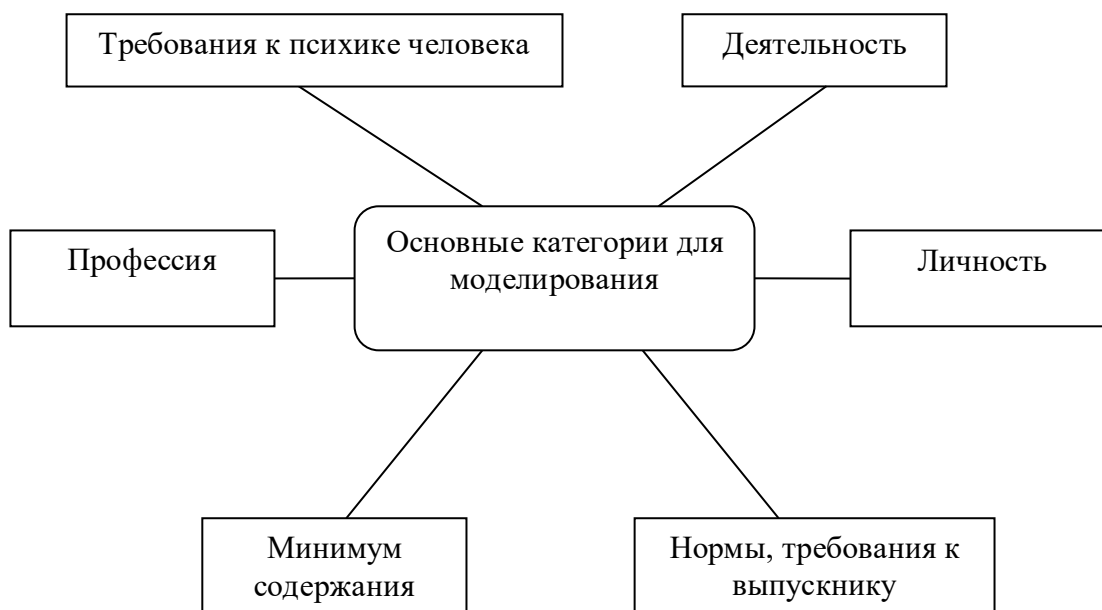 Требования к психике человека
Деятельность
Профессия
Основные категории для
моделирования
Личность
Минимум
содержания
Нормы, требования к
выпускнику